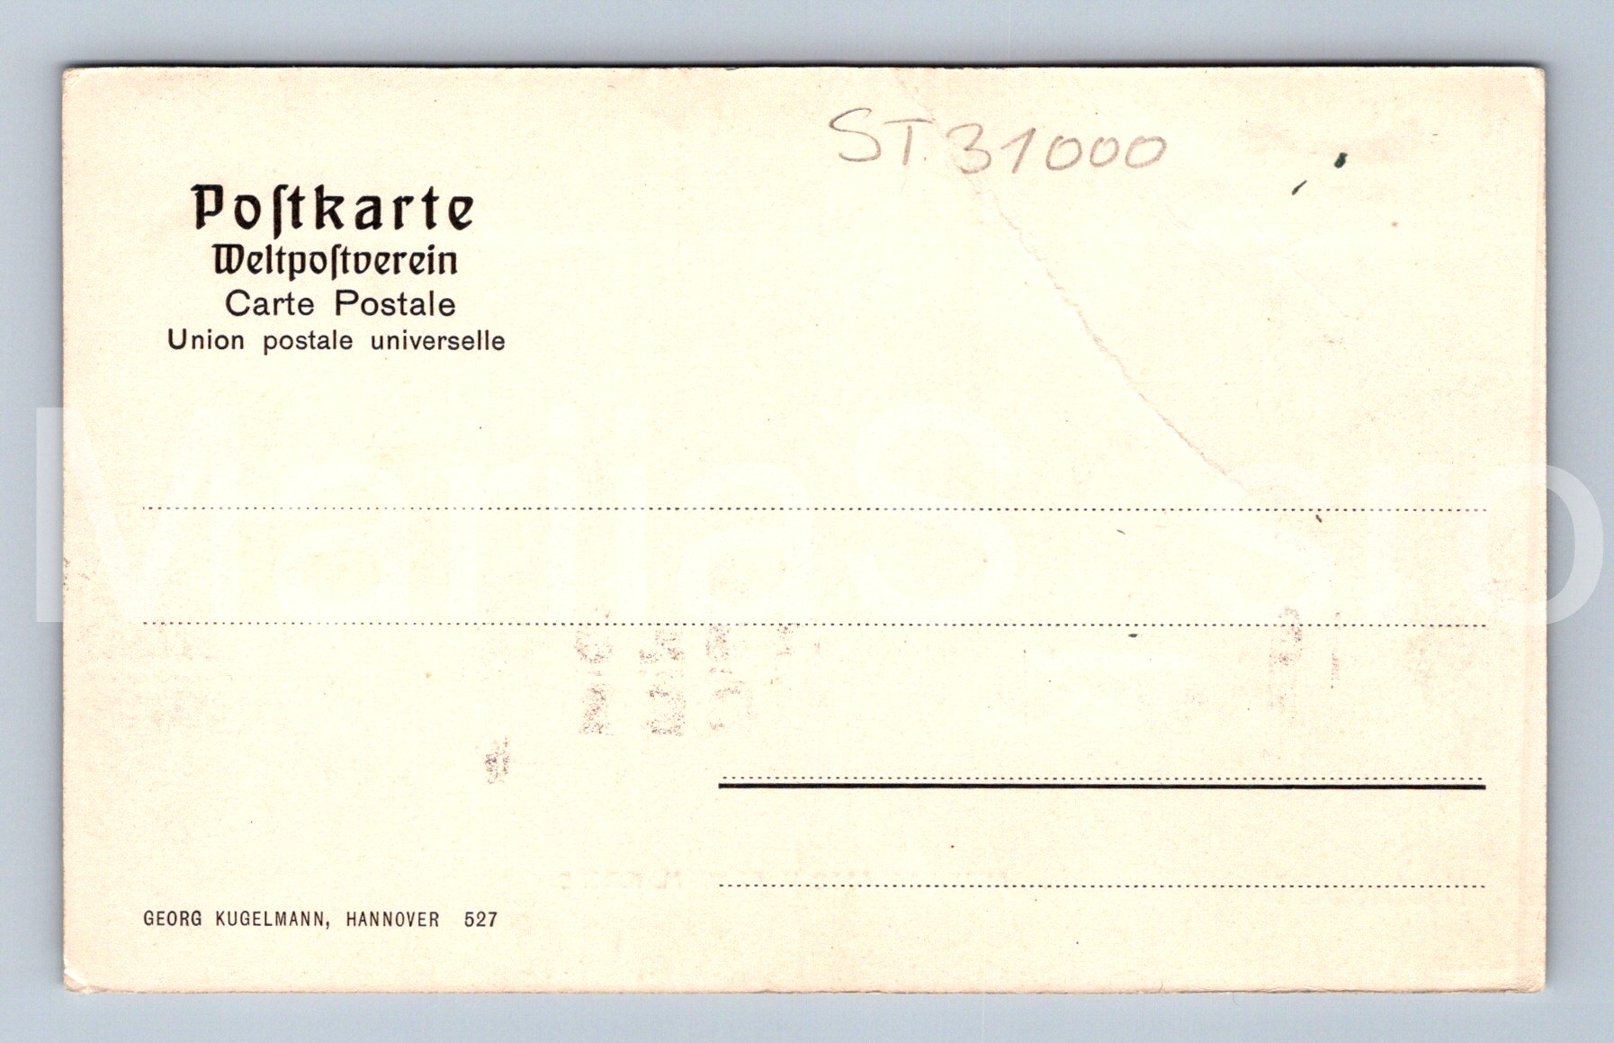 ST. 31000
Poſtkarte
Weltpoſtverein
Carte Postale
Union postale universelle
GEORG KUGELMANN, HANNOVER 527